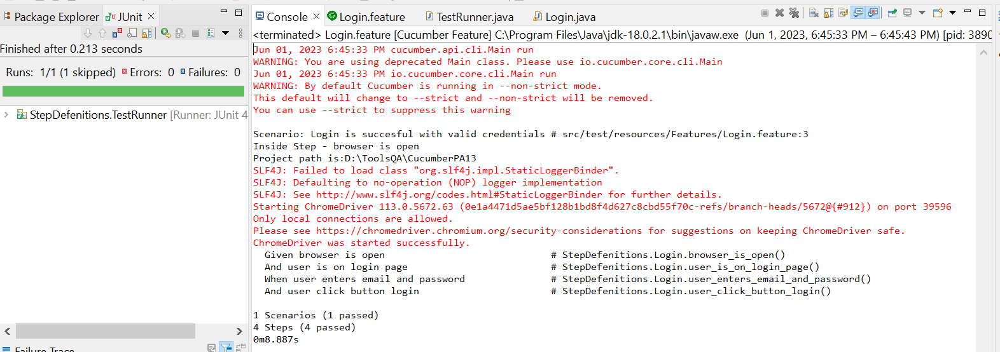 Package Explorer JUnit
Finished after 0.213 seconds
Runs: 1/1 (1 skipped) Errors: 0 Failures: 0
StepDefenitions.TestRunner [Runner: JUnit 4
Failure Trace
Console Login.feature TestRunner.java Login.java
<terminated> Login.feature [Cucumber Feature] C:\Program Files\Java\jdk-18.0.2.1\bin\javaw.exe (Jun 1, 2023, 6:45:33 PM – 6:45:43 PM) [pid: 3890
Jun 01, 2023 6:45:33 PM cucumber.api.cli.Main run
WARNING: You are using deprecated Main class. Please use io.cucumber.core.cli.Main
Jun 01, 2023 6:45:33 PM io.cucumber.core.cli.Main run
WARNING: By default Cucumber is running in --non-strict mode.
This default will change to --strict and --non-strict will be removed.
You can use --strict to suppress this warning
Scenario: Login is succesful with valid credentials # src/test/resources/Features/Login.feature:3
Inside Step - browser is open
Project path is:D:\ToolsQA\CucumberPA13
SLF4J: Failed to load class "org.slf4j.impl.StaticLoggerBinder".
SLF4J: Defaulting to no-operation (NOP) logger implementation
SLF4J: See http://www.slf4j.org/codes.html#StaticLoggerBinder for further details.
Starting ChromeDriver 113.0.5672.63 (0e1a4471d5ae5bf128b1bd8f4d627c8cbd55f70c-refs/branch-heads/5672@{#912}) on port 39596
Only local connections are allowed.
Please see https://chromedriver.chromium.org/security-considerations for suggestions on keeping ChromeDriver safe.
ChromeDriver was started successfully.
Given browser is open # StepDefenitions.Login.browser_is_open()
And user is on login page # StepDefenitions.Login.user_is_on_login_page()
When user enters email and password # StepDefenitions.Login.user_enters_email_and_password()
And user click button login # StepDefenitions.Login.user_click_button_login()
1 Scenarios (1 passed)
4 Steps (4 passed)
0m8.887s